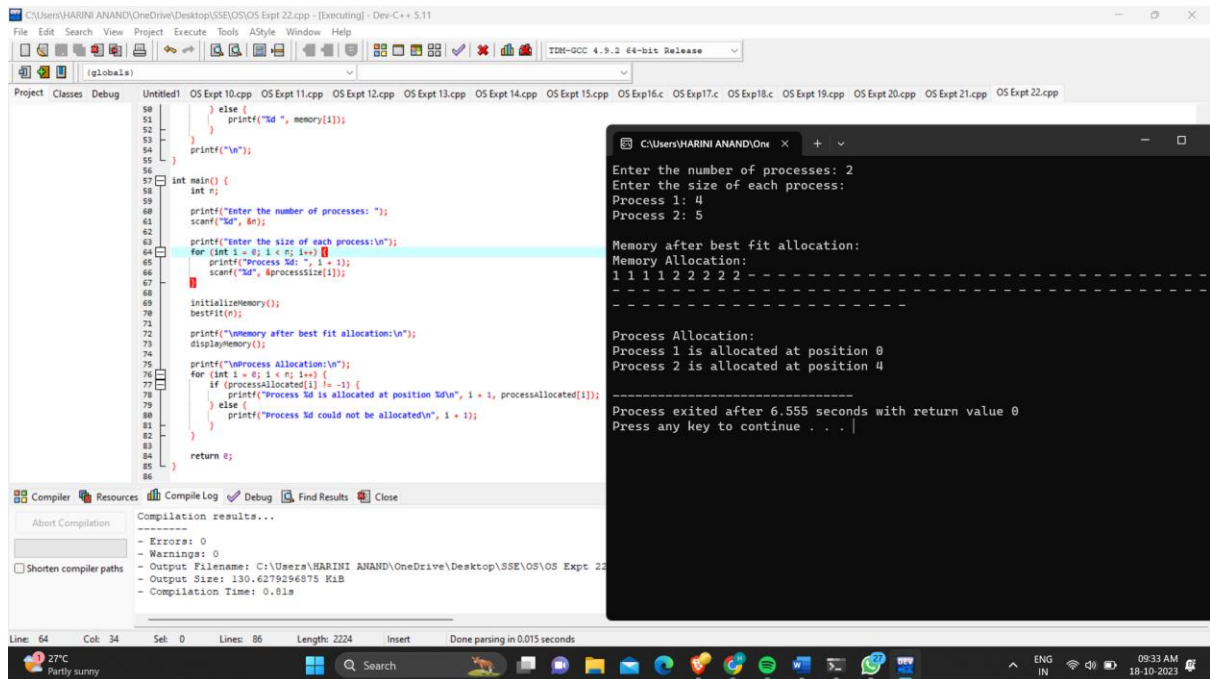 C:\Users\HARINI ANAND\OneDrive\Desktop\SSE\OS\OS Expt 22.cpp - [Executing] - Dev-C++ 5.11
File Edit Search View Project Execute Tools AStyle Window Help
TDM-GCC 4.9.2 64-bit Release
(globals)
Project Classes Debug
Untitled1 OS Expt 10.cpp OS Expt 11.cpp OS Expt 12.cpp OS Expt 13.cpp OS Expt 14.cpp OS Expt 15.cpp OS Exp16.c OS Exp17.c OS Exp18.c OS Expt 19.cpp OS Expt 20.cpp OS Expt 21.cpp OS Expt 22.cpp
50 } else {
51 printf("%d ", memory[i]);
52 }
53 }
54 printf("\n");
55 }
56
57 int main() {
58 int n;
59
60 printf("Enter the number of processes: ");
61 scanf("%d", &n);
62
63 printf("Enter the size of each process:\n");
64 for (int i = 0; i < n; i++) {
65 printf("Process %d: ", i + 1);
66 scanf("%d", &processSize[i]);
67 }
68
69 initializeMemory();
70 bestFit(n);
71
72 printf("\nMemory after best fit allocation:\n");
73 displayMemory();
74
75 printf("\nProcess Allocation:\n");
76 for (int i = 0; i < n; i++) {
77 if (processAllocated[i] != -1) {
78 printf("Process %d is allocated at position %d\n", i + 1, processAllocated[i]);
79 } else {
80 printf("Process %d could not be allocated\n", i + 1);
81 }
82 }
83
84 return 0;
85 }
86
C:\Users\HARINI ANAND\One
Enter the number of processes: 2
Enter the size of each process:
Process 1: 4
Process 2: 5
Memory after best fit allocation:
Memory Allocation:
1 1 1 1 2 2 2 2 2 - - - - - - - - - - - - - - - - - - - - - - - - - - - - - -
- - - - - - - - - - - - - - - - - - - - - - - - - - - - - - - - - - - - - - -
- - - - - - - - - - - - - - - - - - - -
Process Allocation:
Process 1 is allocated at position 0
Process 2 is allocated at position 4
--------------------------------
Process exited after 6.555 seconds with return value 0
Press any key to continue . . .
Compiler Resources Compile Log Debug Find Results Close
Abort Compilation
Shorten compiler paths
Compilation results...
--------
- Errors: 0
- Warnings: 0
- Output Filename: C:\Users\HARINI ANAND\OneDrive\Desktop\SSE\OS\OS Expt 22
- Output Size: 130.6279296875 KiB
- Compilation Time: 0.81s
Line: 64 Col: 34 Sel: 0 Lines: 86 Length: 2224 Insert Done parsing in 0.015 seconds
1
27°C
Partly sunny
Search
27
DEV
ENG
IN
09:33 AM
18-10-2023